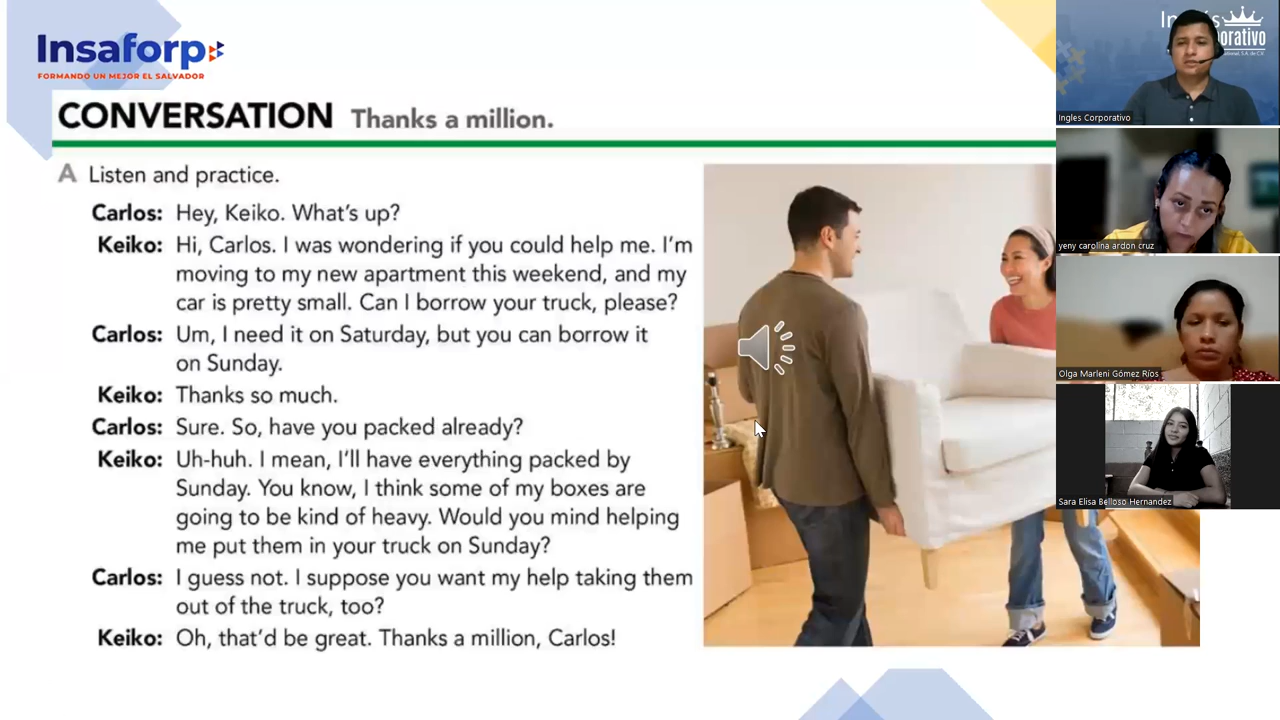 Insaforp
FORMANDO UN MEJOR EL SALVADOR
CONVERSATION Thanks a million.
A Listen and practice.
Carlos: Hey, Keiko. What's up?
Keiko: Hi, Carlos. I was wondering if you could help me. I'm
moving to my new apartment this weekend, and my
car is pretty small. Can I borrow your truck, please?
Carlos: Um, I need it on Saturday, but you can borrow it
on Sunday.
Keiko: Thanks so much.
Carlos: Sure. So, have you packed already?
Keiko: Uh-huh. I mean, I'll have everything packed by
Sunday. You know, I think some of my boxes are
going to be kind of heavy. Would you mind helping
me put them in your truck on Sunday?
Carlos: I guess not. I suppose you want my help taking them
out of the truck, too?
Keiko: Oh, that'd be great. Thanks a million, Carlos!
Ingles Corporativo
yeny carolina ardon cruz
Olga Marleni Gómez Ríos
Sara Elisa Belloso Hernandez